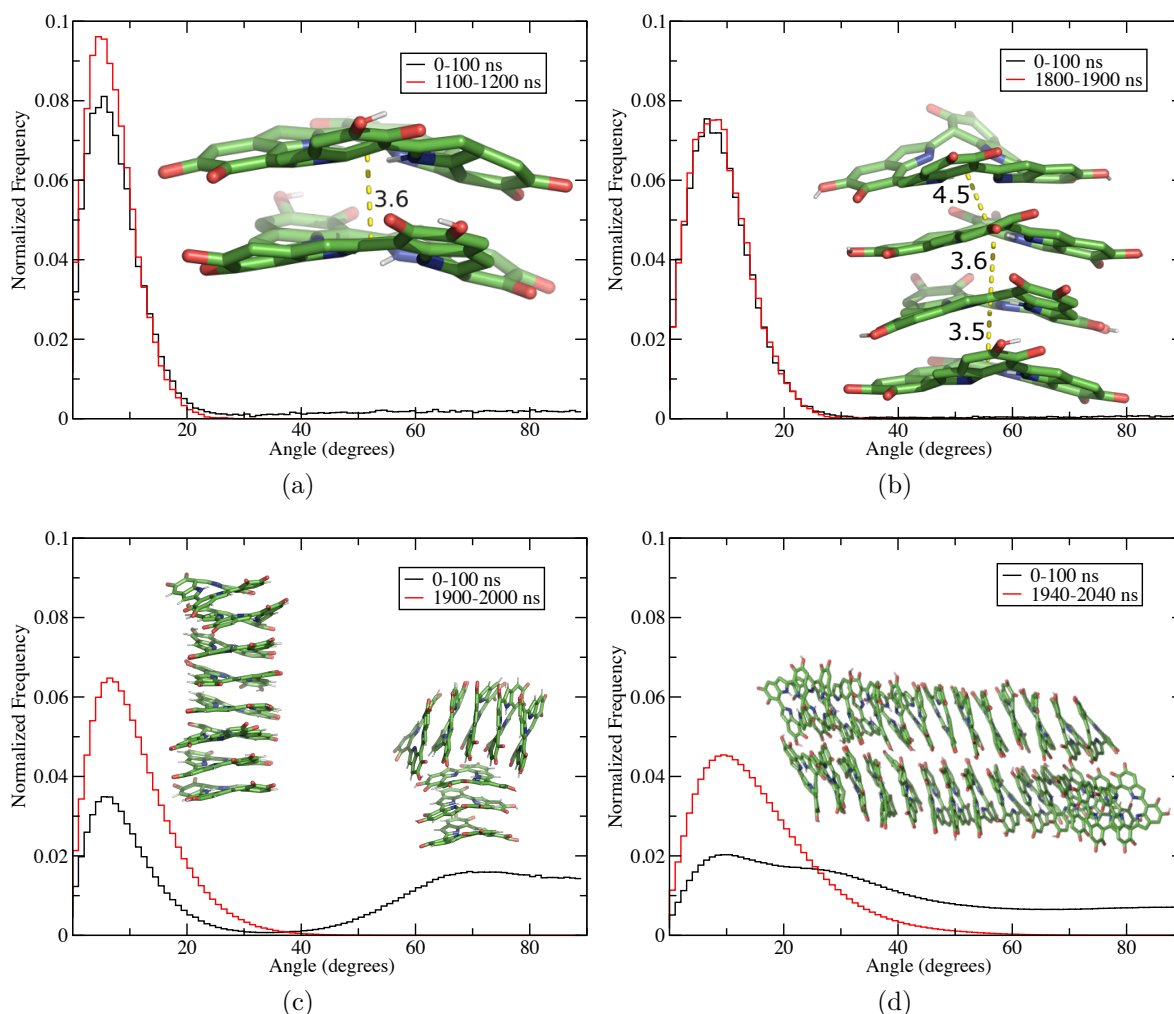 0.1
0.08
0.06
0.04
0.02
0
Normalized Frequency
0-100 ns
1100-1200 ns
3.6
20
40
60
80
Angle (degrees)
(a)
0.1
0.08
0.06
0.04
0.02
0
Normalized Frequency
0-100 ns
1800-1900 ns
4.5
3.6
3.5
20
40
60
80
Angle (degrees)
(b)
0.1
0.08
0.06
0.04
0.02
0
Normalized Frequency
0-100 ns
1900-2000 ns
20
40
60
80
Angle (degrees)
(c)
0.1
0.08
0.06
0.04
0.02
0
Normalized Frequency
0-100 ns
1940-2040 ns
20
40
60
80
Angle (degrees)
(d)